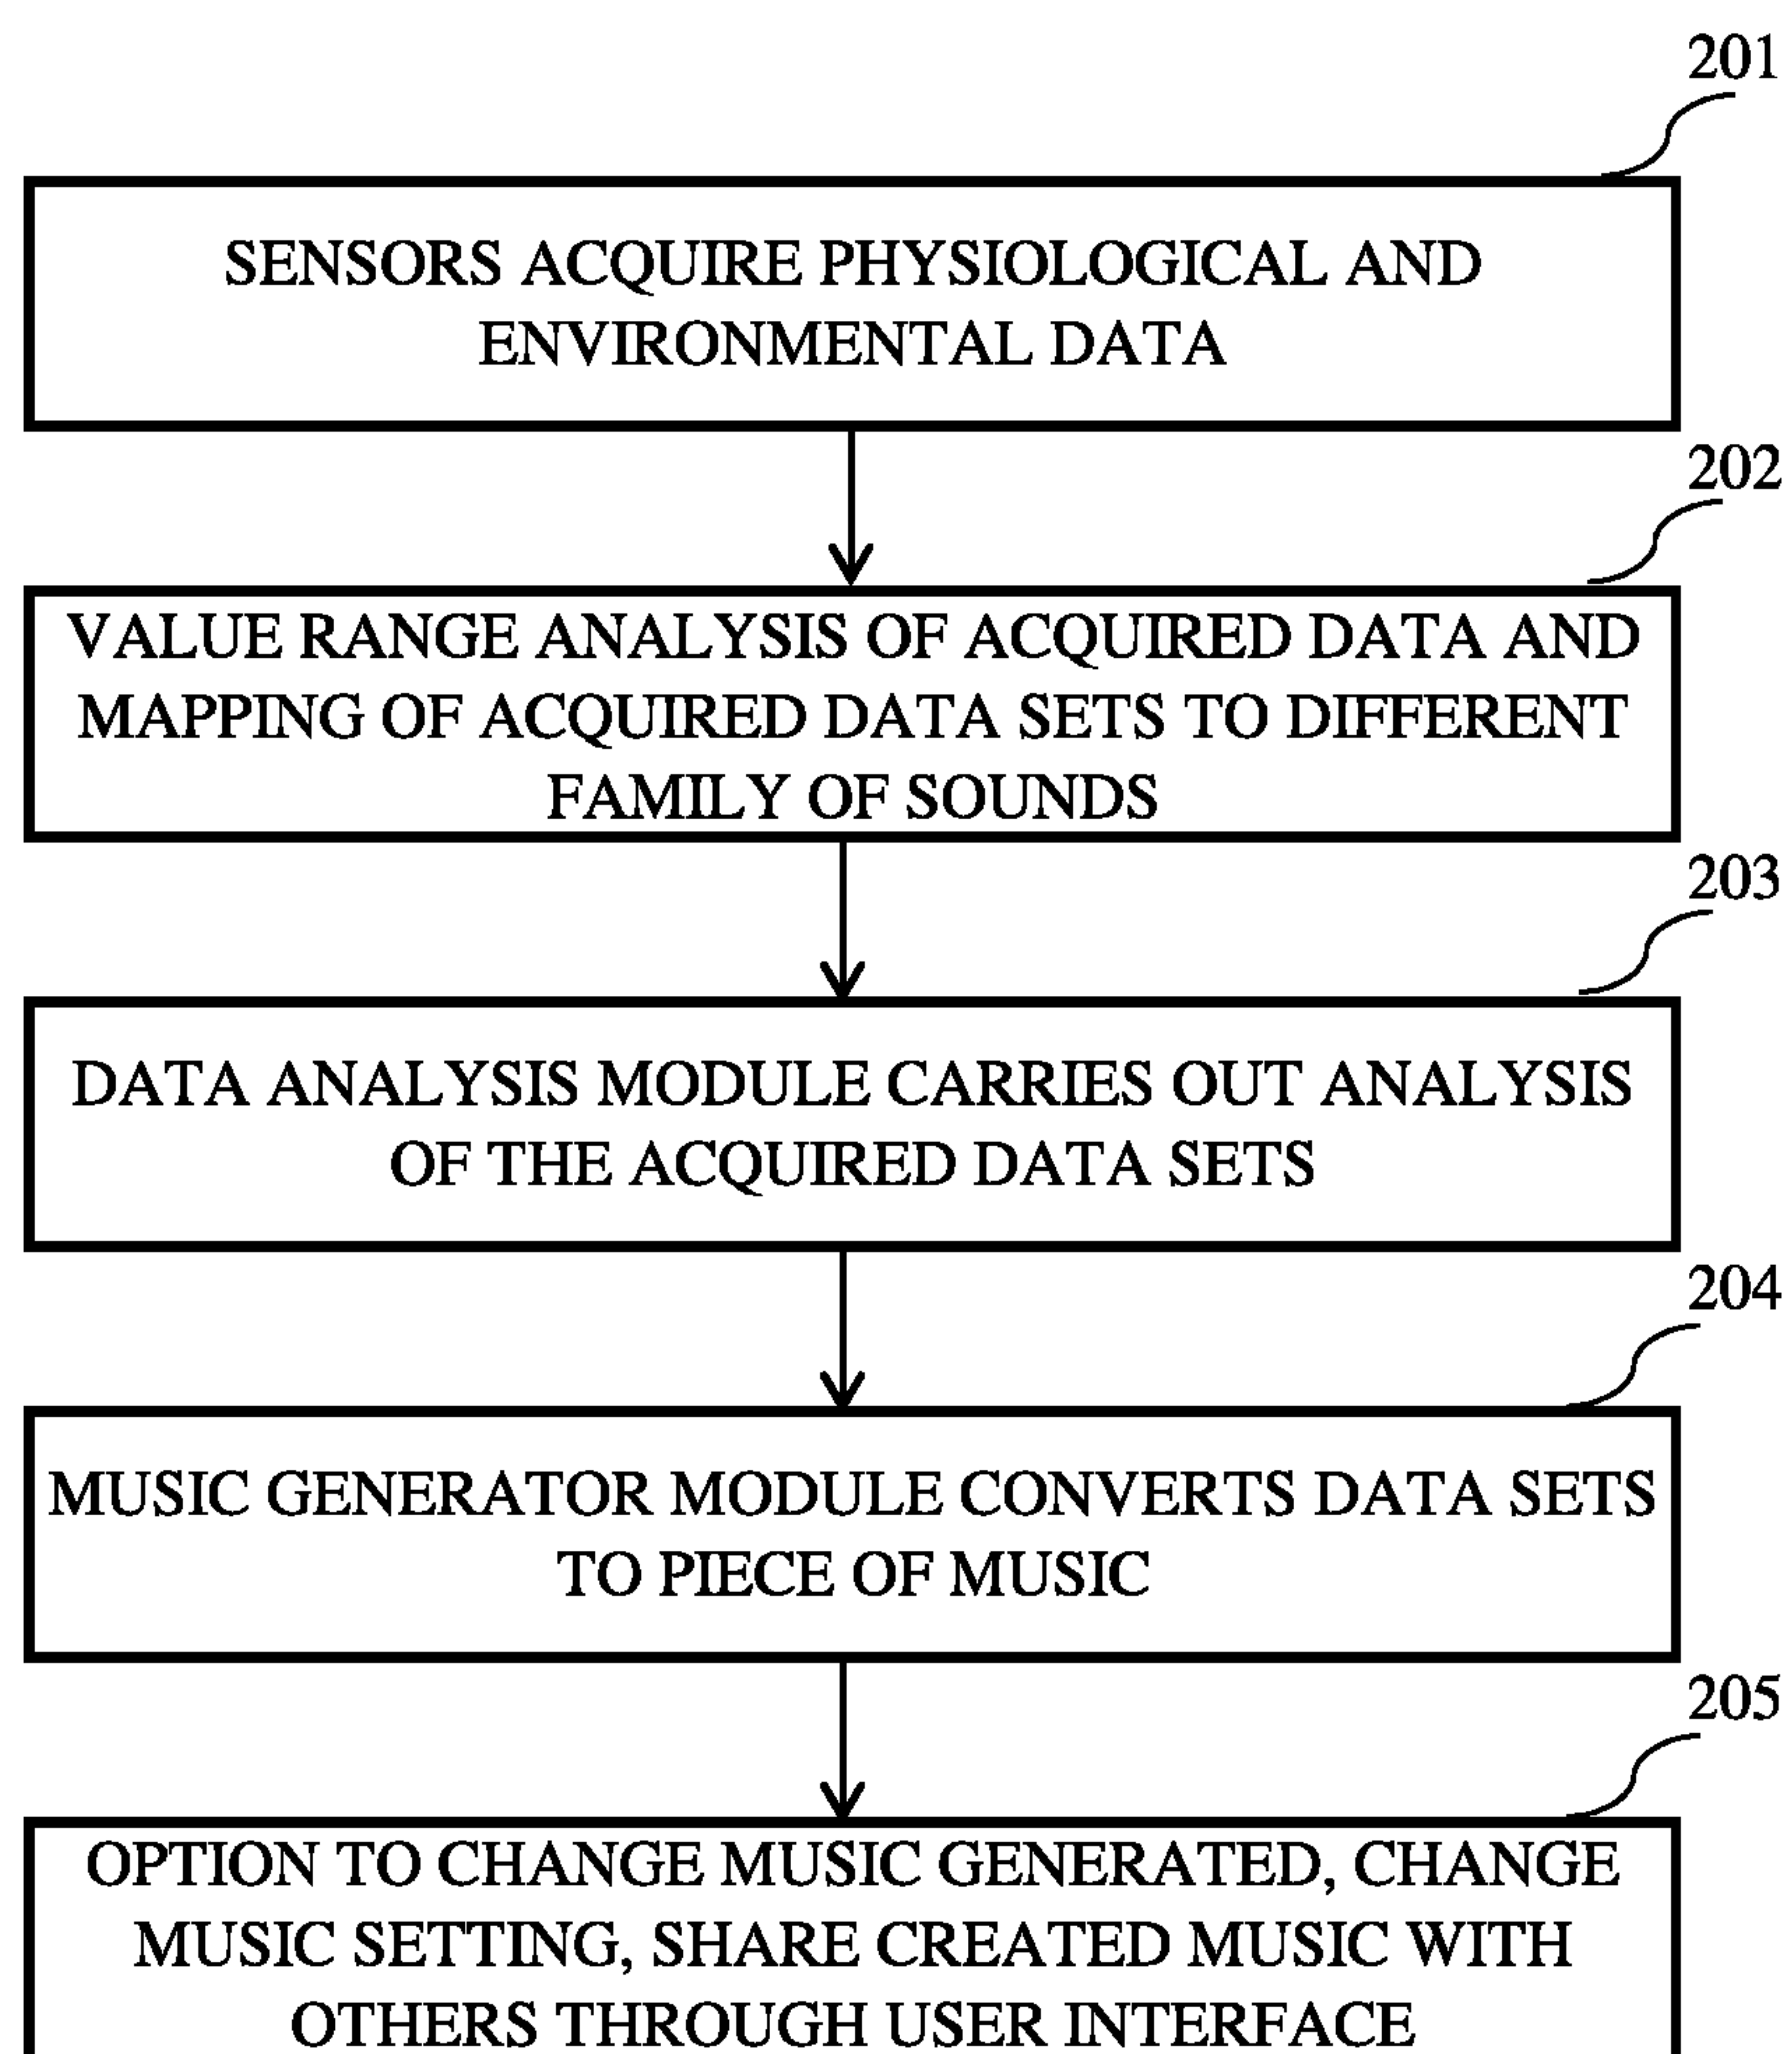 201
SENSORS ACQUIRE PHYSIOLOGICAL AND
ENVIRONMENTAL DATA
202
VALUE RANGE ANALYSIS OF ACQUIRED DATA AND
MAPPING OF ACQUIRED DATA SETS TO DIFFERENT
FAMILY OF SOUNDS
203
DATA ANALYSIS MODULE CARRIES OUT ANALYSIS
OF THE ACQUIRED DATA SETS
204
MUSIC GENERATOR MODULE CONVERTS DATA SETS
TO PIECE OF MUSIC
205
OPTION TO CHANGE MUSIC GENERATED, CHANGE
MUSIC SETTING, SHARE CREATED MUSIC WITH
OTHERS THROUGH USER INTERFACE